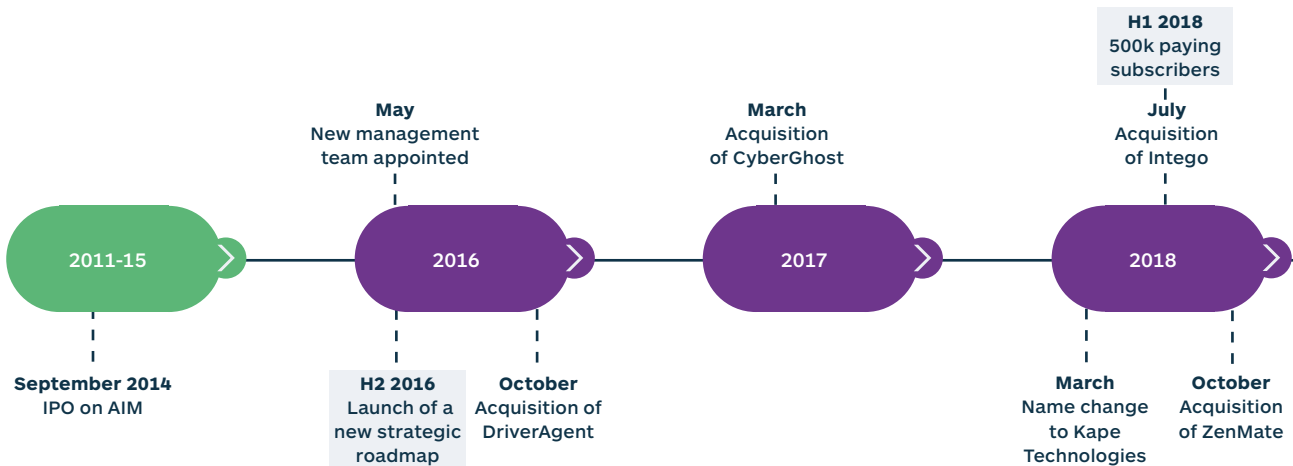 H1 2018
500k paying
subscribers
May
New management
team appointed
March
Acquisition
of CyberGhost
July
Acquisition
of Intego
2011-15
2016
2017
2018
September 2014
IPO on AIM
H2 2016
Launch of a
new strategic
roadmap
October
Acquisition of
DriverAgent
March
Name change
to Kape
Technologies
October
Acquisition
of ZenMate